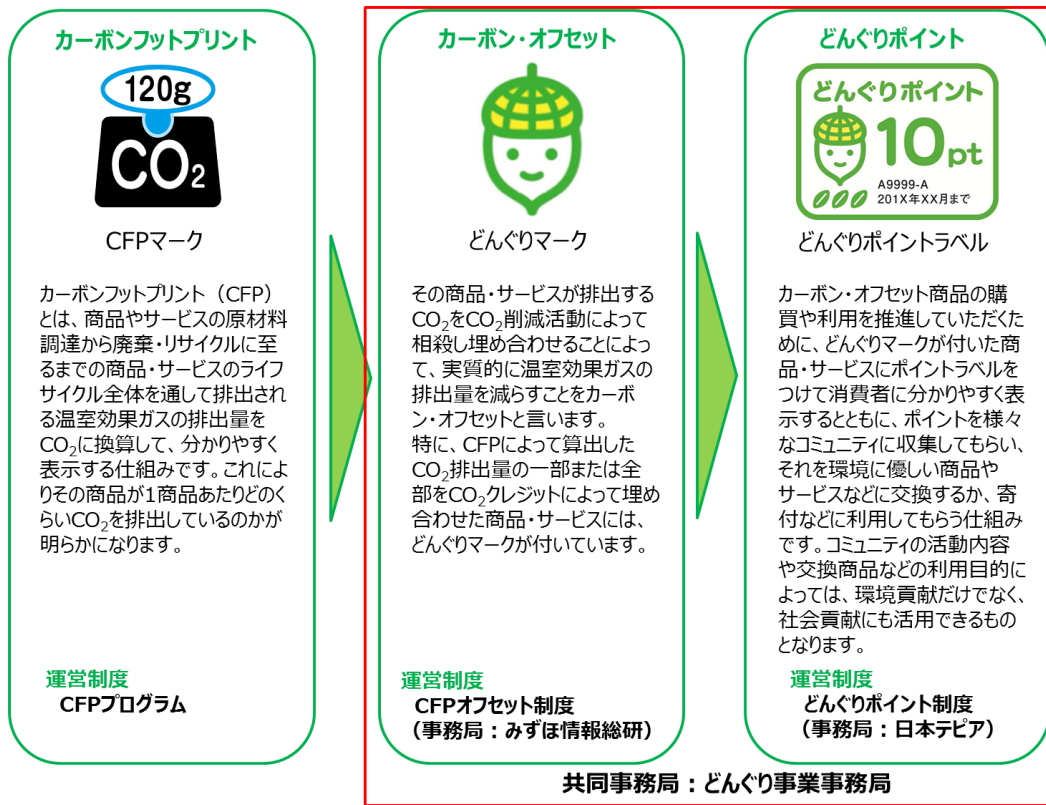 カーボンフットプリント
120g
CO2
CFPマーク
カーボンフットプリント（CFP）
とは、商品やサービスの原材料
調達から廃棄・リサイクルに至
るまでの商品・サービスのライフ
サイクル全体を通して排出され
る温室効果ガスの排出量を
CO2に換算して、分かりやすく
表示する仕組みです。これによ
りその商品が1商品あたりどのく
らいCO2を排出しているのかが
明らかになります。
運営制度
CFPプログラム
カーボン・オフセット
どんぐりマーク
その商品・サービスが排出する
CO2をCO2削減活動によって
相殺し埋め合わせることによっ
て、実質的に温室効果ガスの
排出量を減らすことをカーボ
ン・オフセットと言います。
特に、CFPによって算出した
CO2排出量の一部または全
部をCO2クレジットによって埋め
合わせた商品・サービスには、
どんぐりマークが付いています。
運営制度
CFPオフセット制度
（事務局：みずほ情報総研）
どんぐりポイント
どんぐりポイント
10pt
A9999-A
201X年XX月まで
どんぐりポイントラベル
カーボン・オフセット商品の購
買や利用を推進していただくた
めに、どんぐりマークが付いた商
品・サービスにポイントラベルを
つけて消費者に分かりやすく表
示するとともに、ポイントを様々
なコミュニティに収集してもらい、
それを環境に優しい商品や
サービスなどに交換するか、寄
付などに利用してもらう仕組み
です。コミュニティの活動内容
や交換商品などの利用目的に
よっては、環境貢献だけでなく、
社会貢献にも活用できるもの
となります。
運営制度
どんぐりポイント制度
（事務局：日本テピア）
共同事務局：どんぐり事業事務局